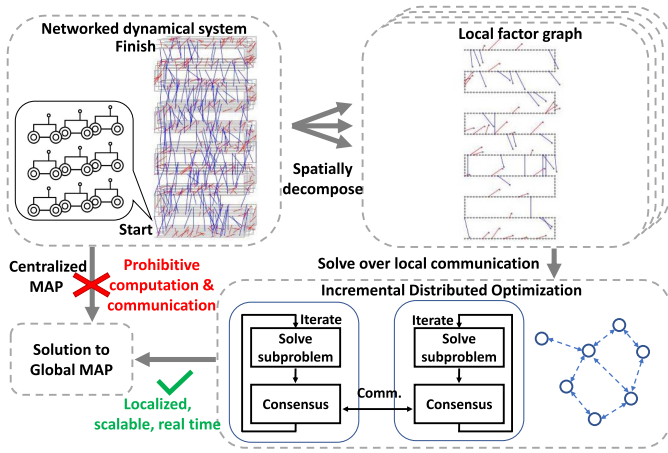 Networked dynamical system
Finish
Start
Spatially
decompose
Local factor graph
Centralized
MAP
Prohibitive
computation &
communication
Solve over local communication
Incremental Distributed Optimization
Iterate
Solve
subproblem
Consensus
Comm.
Iterate
Solve
subproblem
Consensus
Solution to
Global MAP
Localized,
scalable, real time